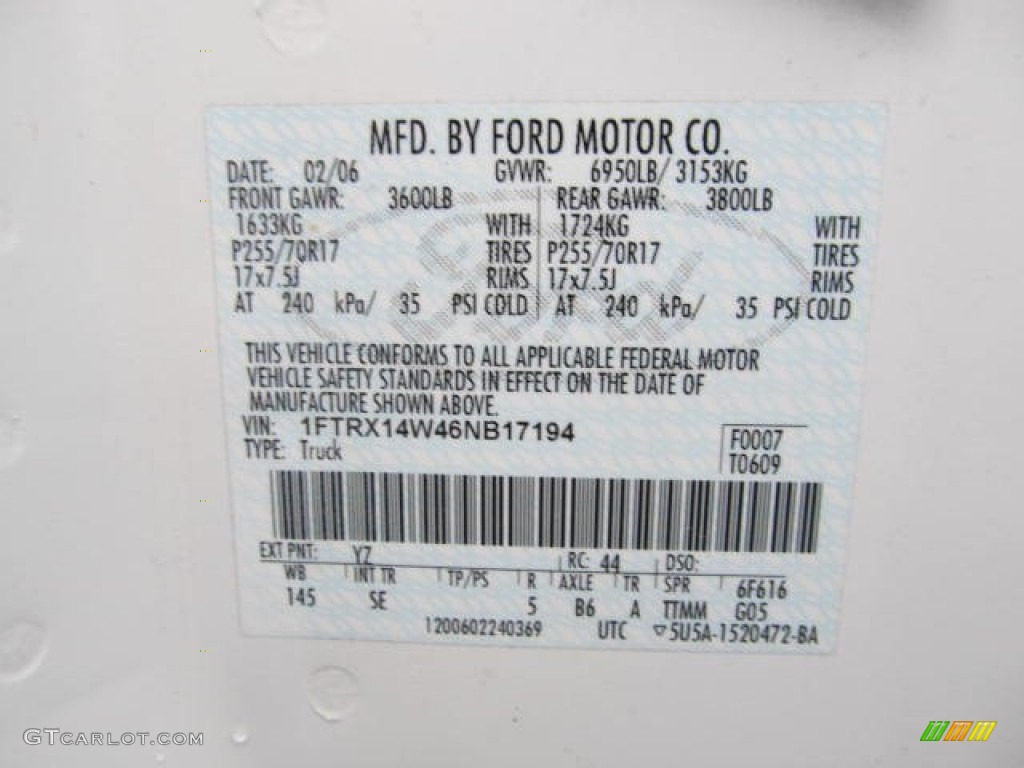 MFD. BY FORD MOTOR CO.
DATE: 02/06 GVWR: 6950LB/ 3153KG
FRONT GAWR: 3600LB REAR GAWR: 3800LB
1633KG WITH 1724KG WITH
P255/70R17 TIRES P255/70R17 TIRES
17x7.5J RIMS 17x7.5J RIMS
AT 240 kPa/ 35 PSI COLD AT 240 kPa/ 35 PSI COLD
Ford
THIS VEHICLE CONFORMS TO ALL APPLICABLE FEDERAL MOTOR
VEHICLE SAFETY STANDARDS IN EFFECT ON THE DATE OF
MANUFACTURE SHOWN ABOVE.
VIN: 1FTRX14W46NB17194 F0007
TYPE: Truck T0609
EXT PNT: YZ RC: 44 DSO:
WB INT TR TP/PS R AXLE TR SPR 6F616
145 SE 5 B6 A TTMM G05
1200602240369 UTC ▽5U5A-1520472-BA
GTCARLOT.COM